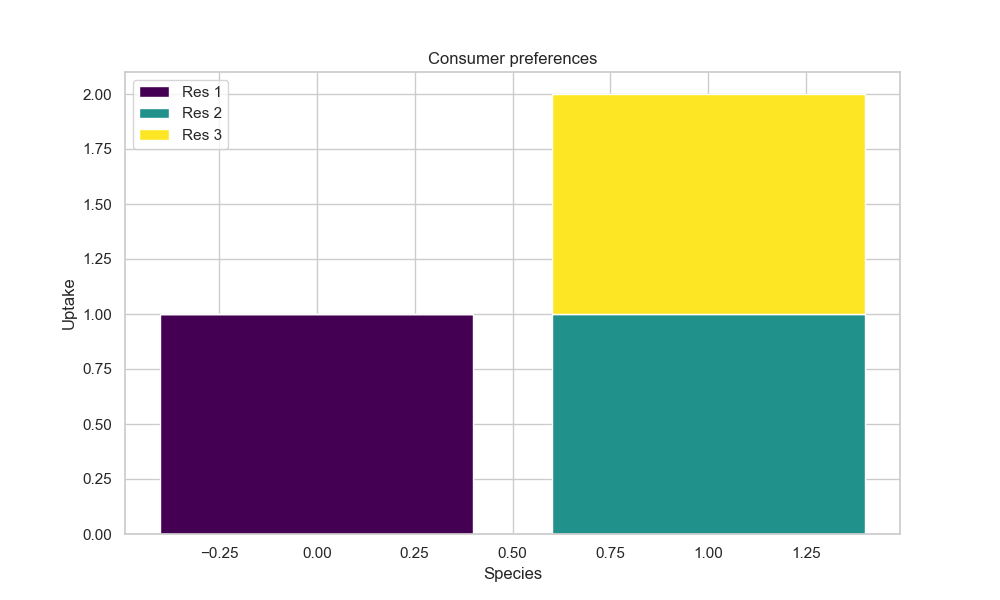 Consumer preferences
Res 1
Res 2
Res 3
2.00
1.75
1.50
1.25
1.00
0.75
0.50
0.25
0.00
Uptake
−0.25 0.00 0.25 0.50 0.75 1.00 1.25
Species